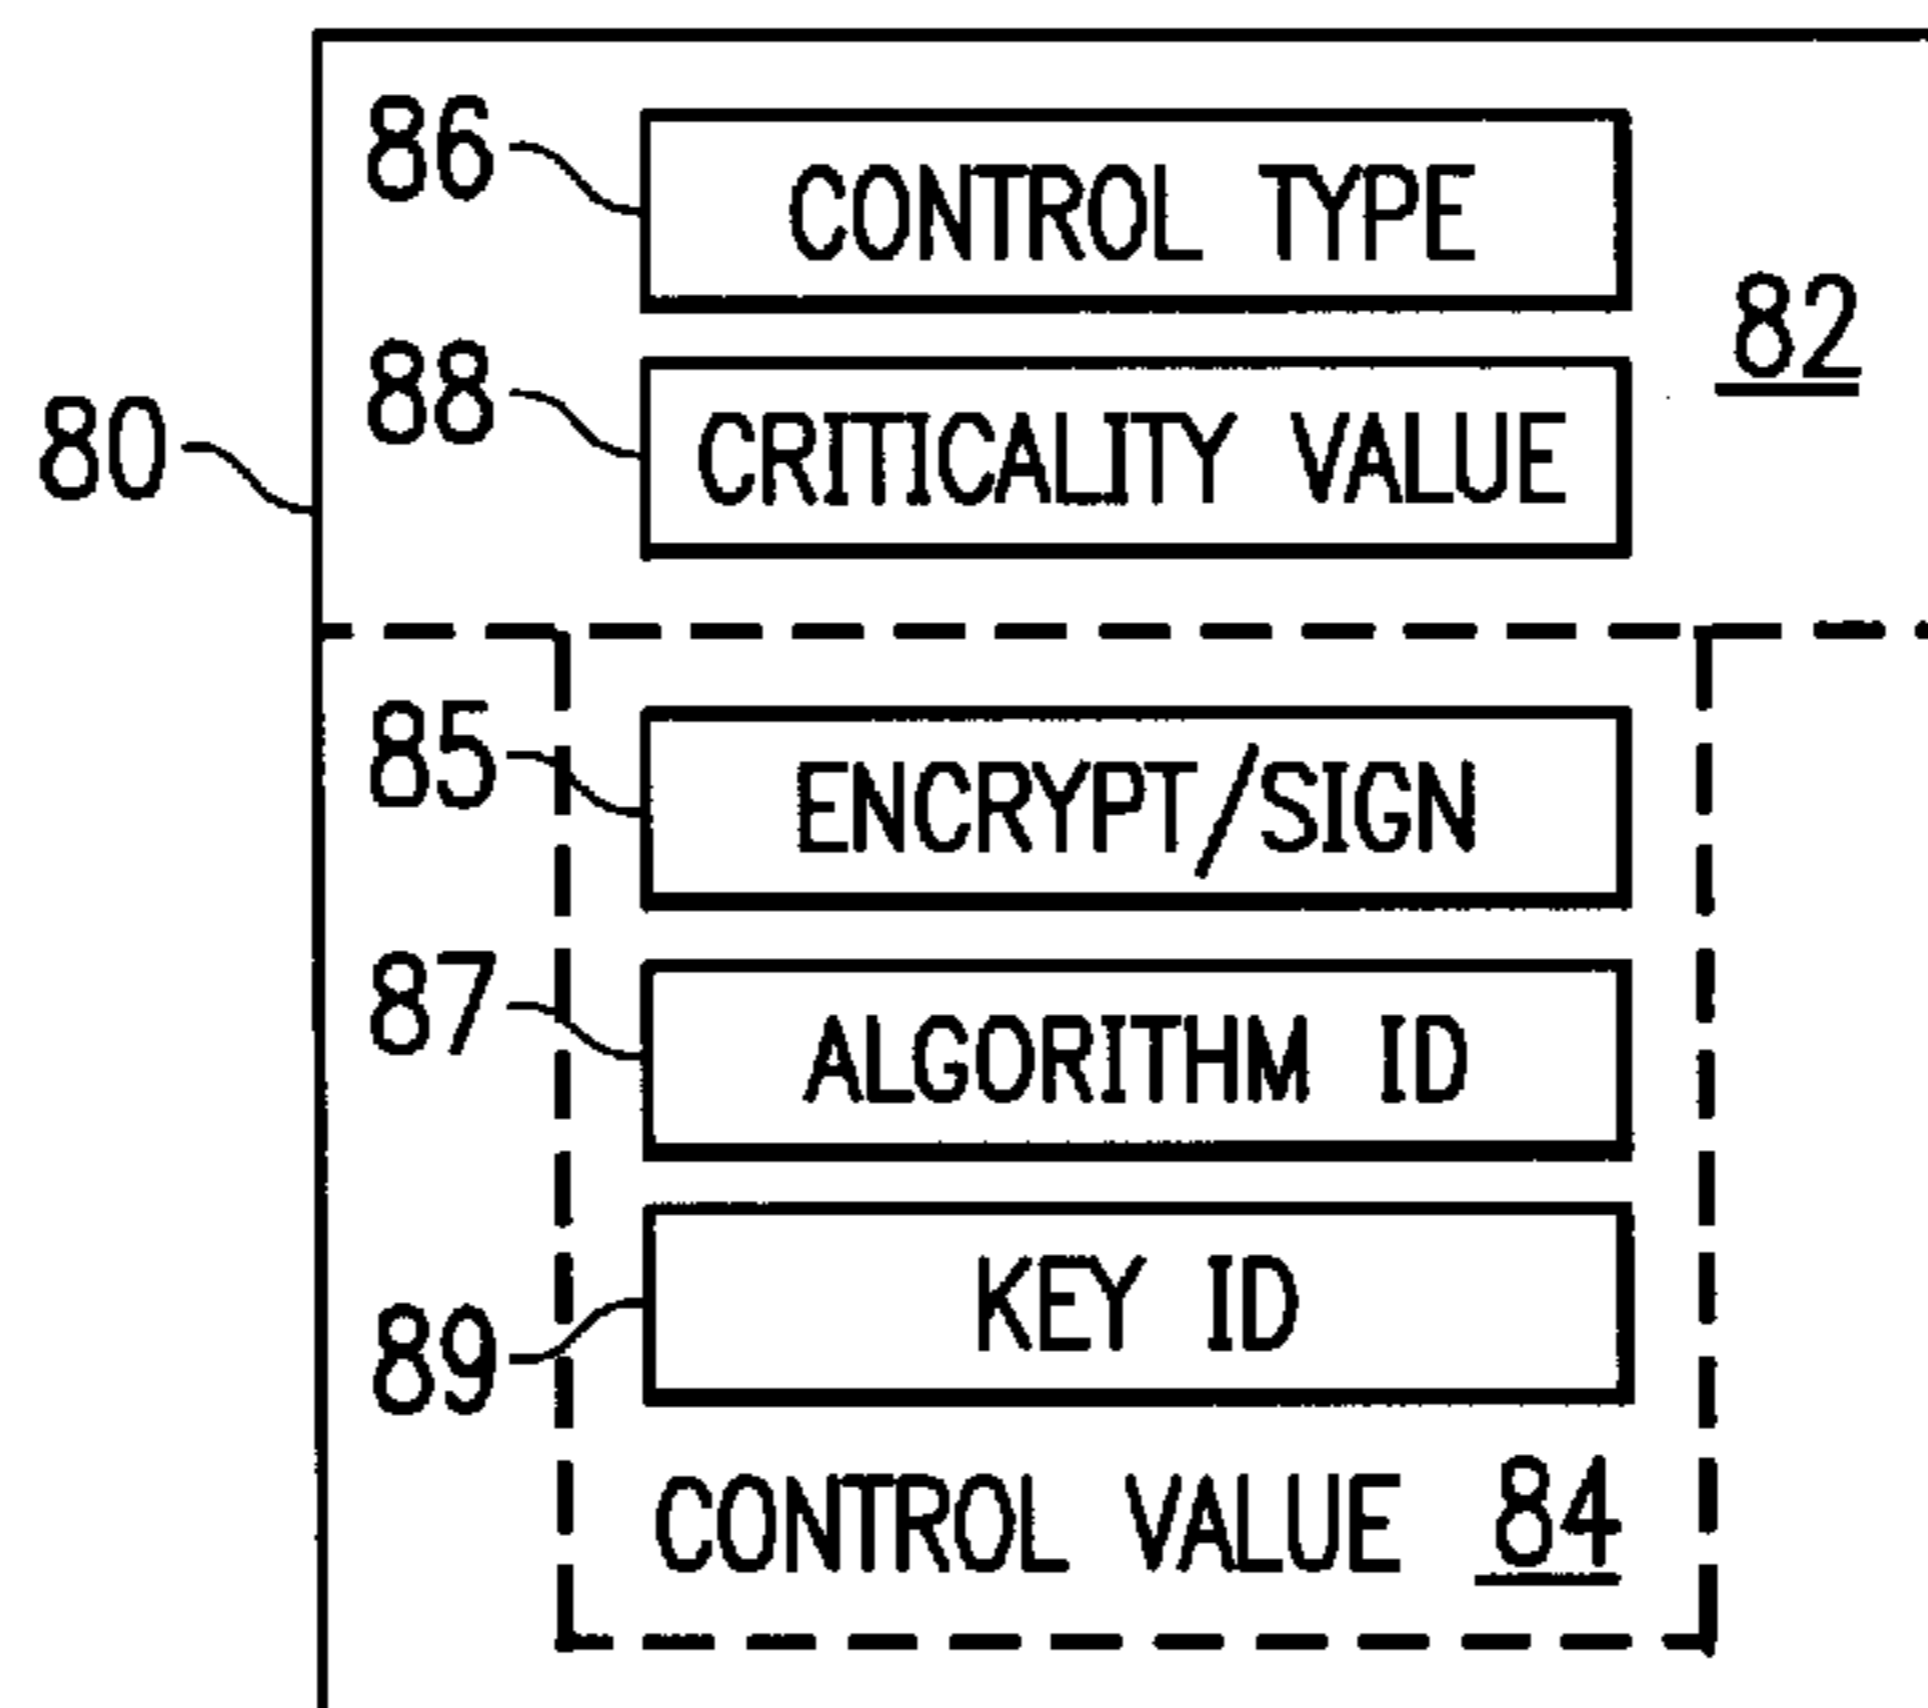 86
CONTROL TYPE
82
88
CRITICALITY VALUE
80
85
ENCRYPT/SIGN
87
ALGORITHM ID
89
KEY ID
CONTROL VALUE 84